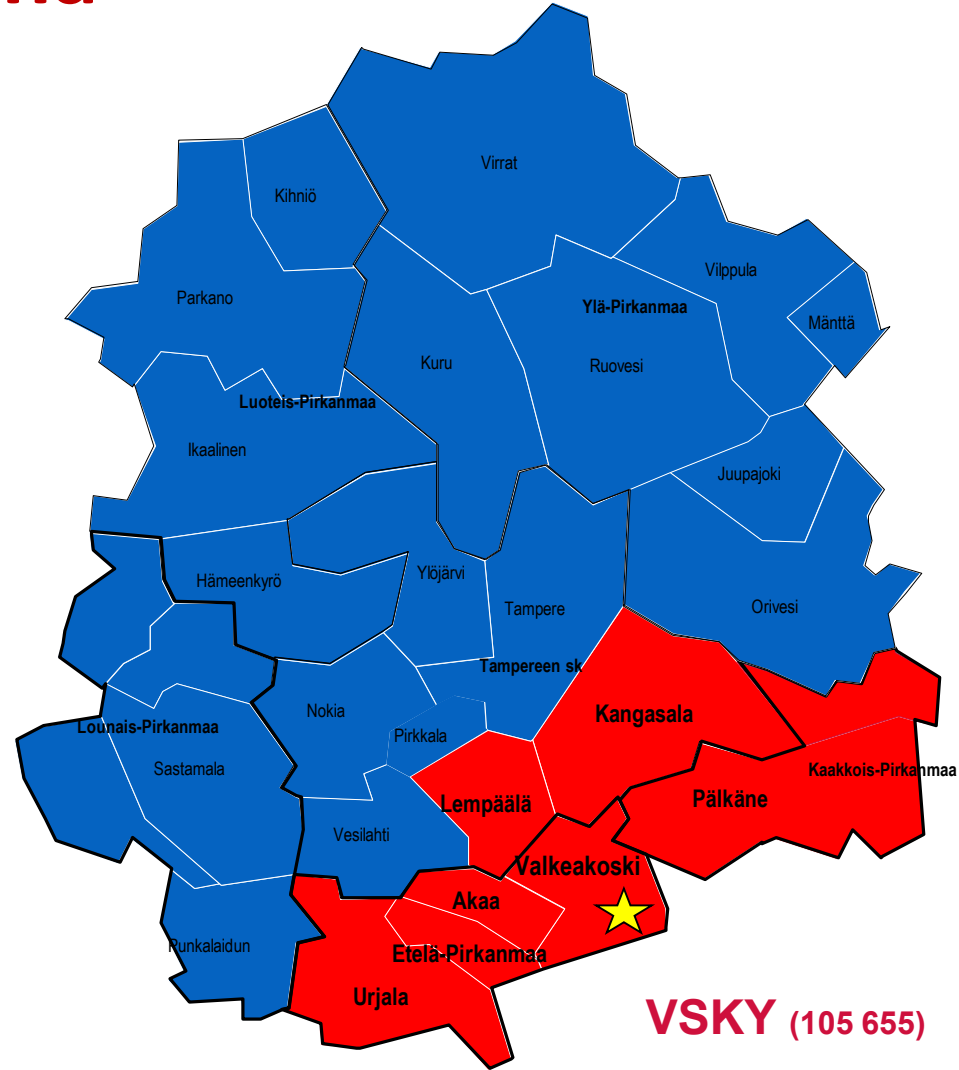 Virrat
Kihniö
Vilppula
Parkano
Ylä-Pirkanmaa
Mänttä
Kuru
Ruovesi
Luoteis-Pirkanmaa
Ikaalinen
Juupajoki
Ylöjärvi
Hämeenkyrö
Tampere
Orivesi
Tampereen sk
Nokia
Kangasala
Lounais-Pirkanmaa
Pirkkala
Sastamala
Kaakkois-Pirkanmaa
Pälkäne
Lempäälä
Vesilahti
Valkeakoski
Akaa
Punkalaidun
Etelä-Pirkanmaa
Urjala
VSKY (105 655)